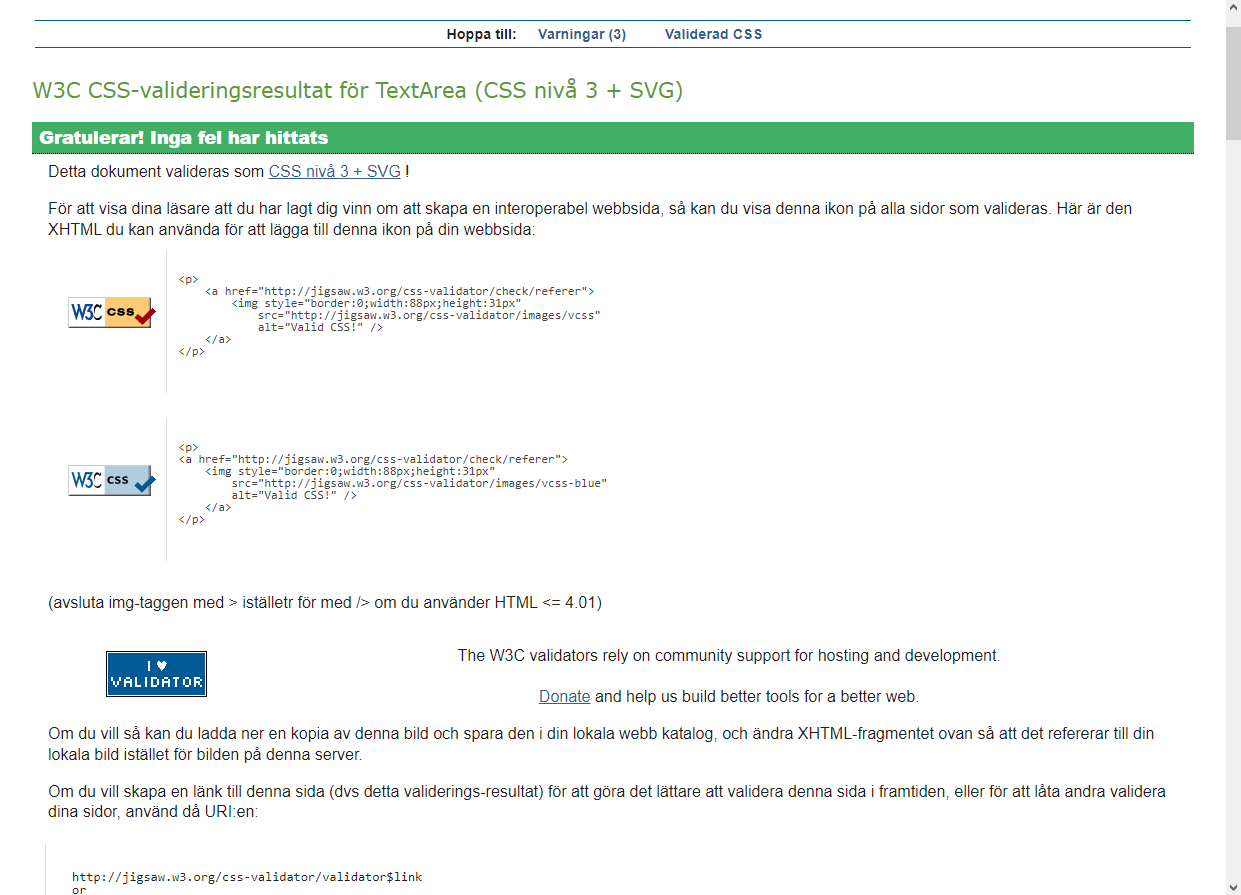 Hoppa till: Varningar (3) Validerad CSS
W3C CSS-valideringsresultat för TextArea (CSS nivå 3 + SVG)
Gratulerar! Inga fel har hittats
Detta dokument valideras som CSS nivå 3 + SVG !
För att visa dina läsare att du har lagt dig vinn om att skapa en interoperabel webbsida, så kan du visa denna ikon på alla sidor som valideras. Här är den
XHTML du kan använda för att lägga till denna ikon på din webbsida:
W3C css
<p>
<a href="http://jigsaw.w3.org/css-validator/check/referer">
<img style="border:0;width:88px;height:31px"
src="http://jigsaw.w3.org/css-validator/images/vcss"
alt="Valid CSS!" />
</a>
</p>
W3C css
<p>
<a href="http://jigsaw.w3.org/css-validator/check/referer">
<img style="border:0;width:88px;height:31px"
src="http://jigsaw.w3.org/css-validator/images/vcss-blue"
alt="Valid CSS!" />
</a>
</p>
(avsluta img-taggen med > iställetr för med /> om du använder HTML <= 4.01)
I ♥
VALIDATOR
The W3C validators rely on community support for hosting and development.
Donate and help us build better tools for a better web.
Om du vill så kan du ladda ner en kopia av denna bild och spara den i din lokala webb katalog, och ändra XHTML-fragmentet ovan så att det refererar till din
lokala bild istället för bilden på denna server.
Om du vill skapa en länk till denna sida (dvs detta validerings-resultat) för att göra det lättare att validera denna sida i framtiden, eller för att låta andra validera
dina sidor, använd då URI:en:
http://jigsaw.w3.org/css-validator/validator$link
or